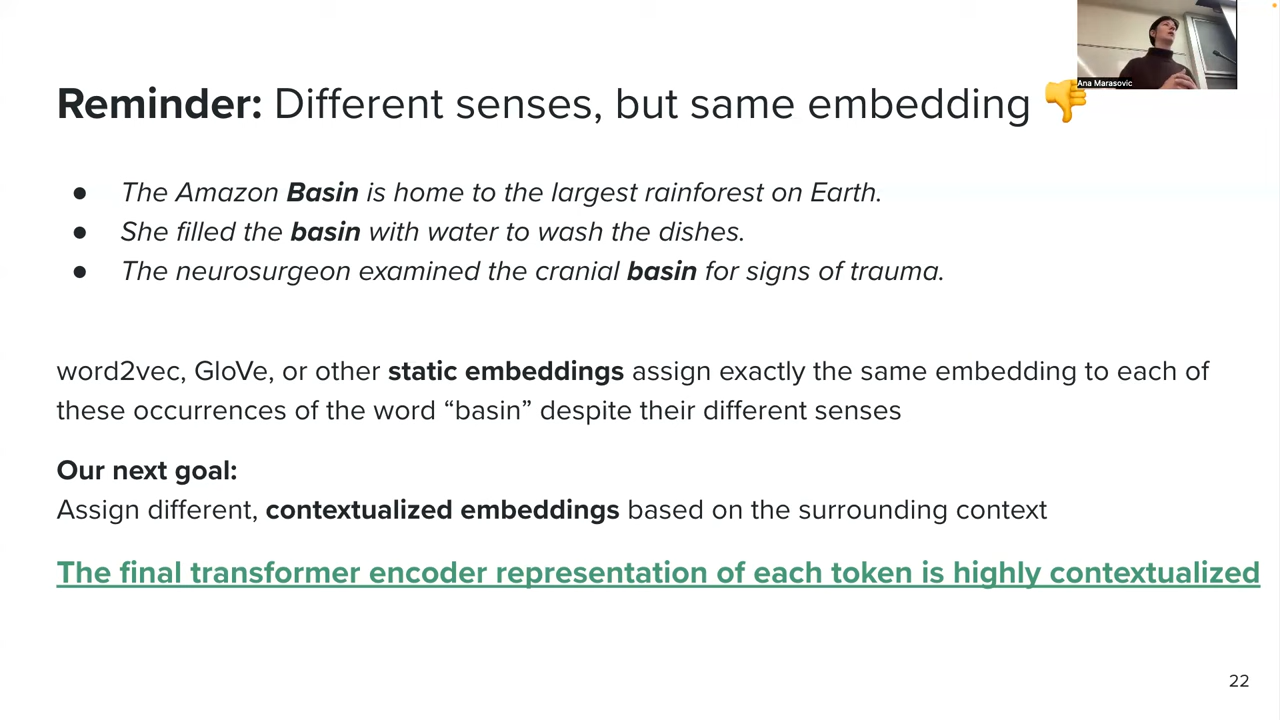 Ana Marasovic
Reminder: Different senses, but same embedding 👎
● The Amazon Basin is home to the largest rainforest on Earth.
● She filled the basin with water to wash the dishes.
● The neurosurgeon examined the cranial basin for signs of trauma.
word2vec, GloVe, or other static embeddings assign exactly the same embedding to each of
these occurrences of the word “basin” despite their different senses
Our next goal:
Assign different, contextualized embeddings based on the surrounding context
The final transformer encoder representation of each token is highly contextualized
22